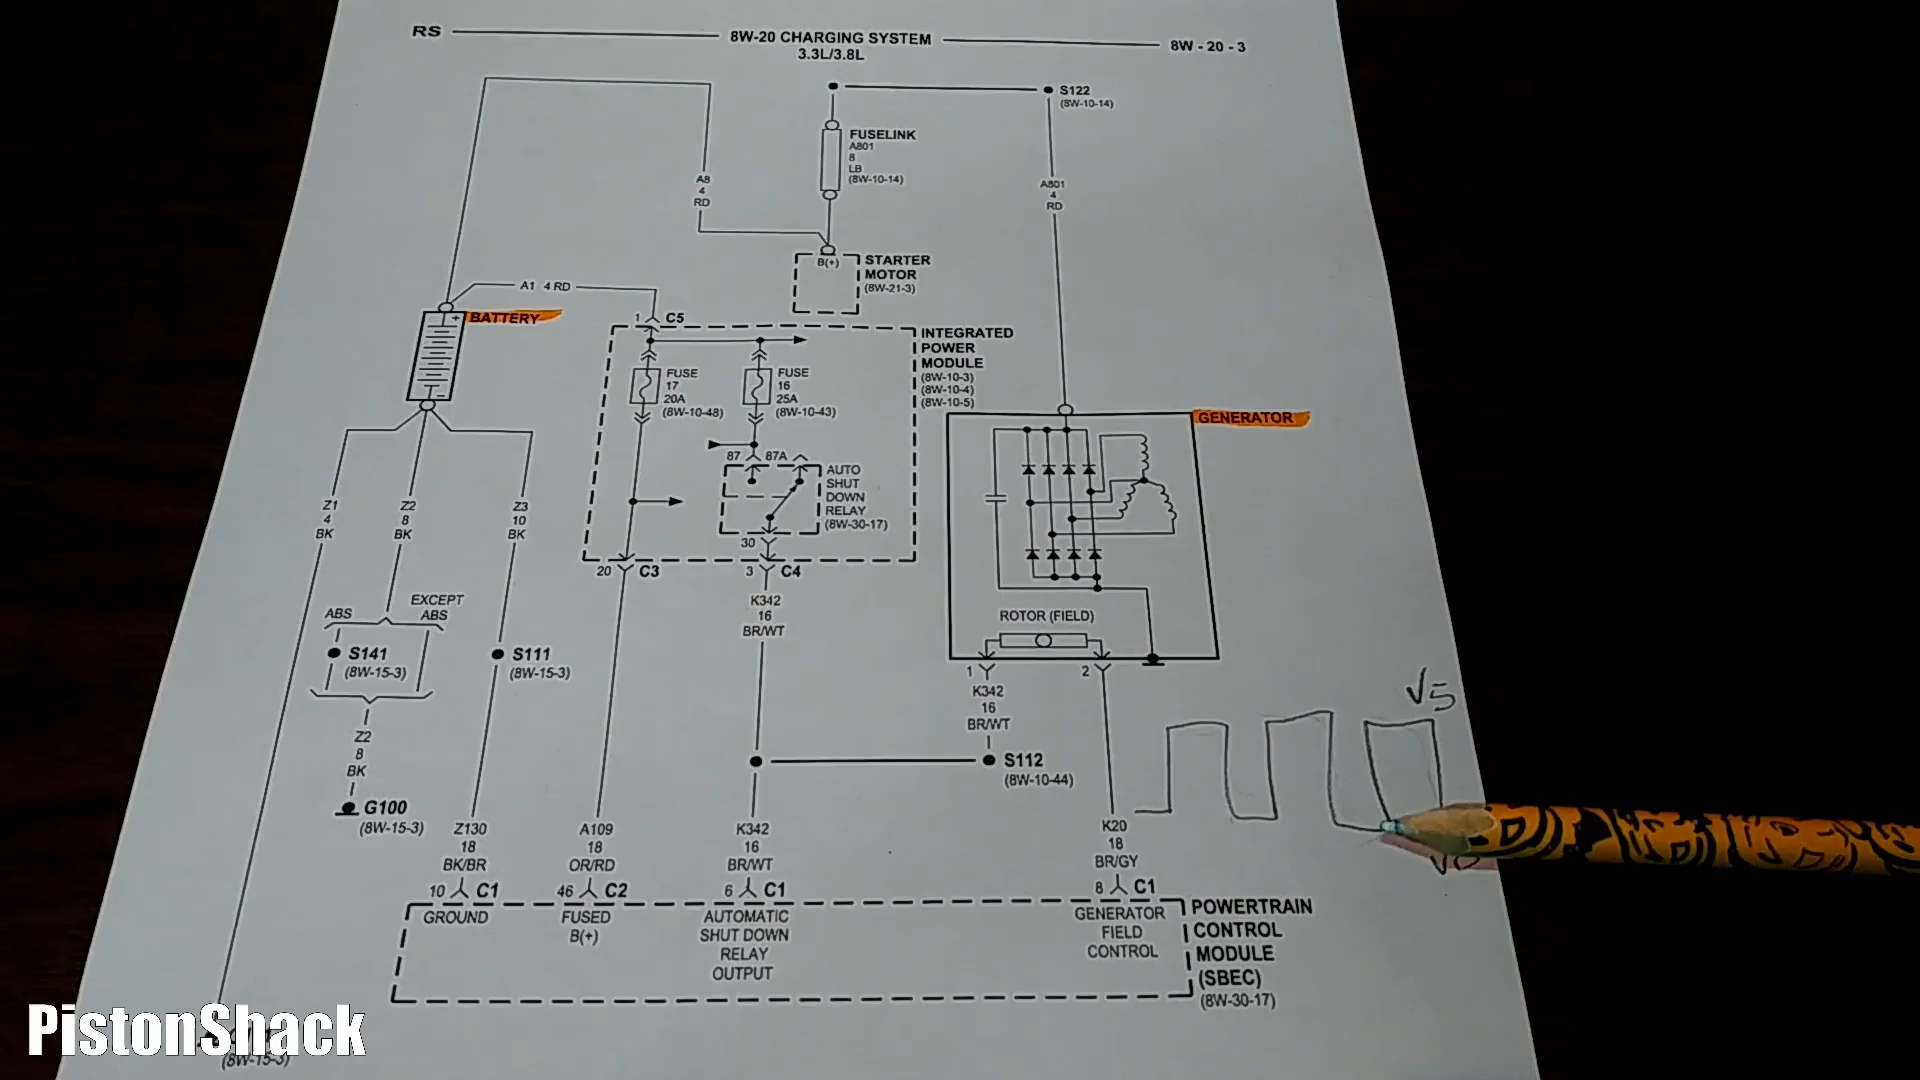 RS
8W-20 CHARGING SYSTEM
3.3L/3.8L
8W - 20 - 3
S122
(8W-10-14)
FUSELINK
A801
8
LB
(8W-10-14)
A8
4
RD
A801
4
RD
B(+)
STARTER
MOTOR
(8W-21-3)
A1 4 RD
+ BATTERY
-
1 C5
INTEGRATED
POWER
MODULE
(8W-10-3)
(8W-10-4)
(8W-10-5)
FUSE
17
20A
(8W-10-48)
FUSE
16
25A
(8W-10-43)
GENERATOR
87 87A
AUTO
SHUT
DOWN
RELAY
(8W-30-17)
30
20 C3
3 C4
Z1
4
BK
Z2
8
BK
Z3
10
BK
K342
16
BR/WT
ABS
EXCEPT
ABS
S141
(8W-15-3)
S111
(8W-15-3)
ROTOR (FIELD)
1
2
K342
16
BR/WT
V5
Z2
8
BK
S112
(8W-10-44)
G100
(8W-15-3)
Z130
18
BK/BR
A109
18
OR/RD
K342
16
BR/WT
K20
18
BR/GY
10 C1
46 C2
6 C1
8 C1
GROUND
FUSED
B(+)
AUTOMATIC
SHUT DOWN
RELAY
OUTPUT
GENERATOR
FIELD
CONTROL
POWERTRAIN
CONTROL
MODULE
(SBEC)
(8W-30-17)
PistonShack
(8W-15-3)